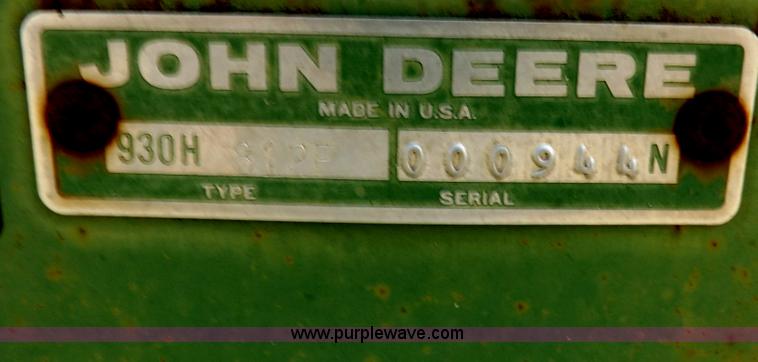 JOHN DEERE
MADE IN U.S.A.
930H 000944N
TYPE SERIAL
www.purplewave.com